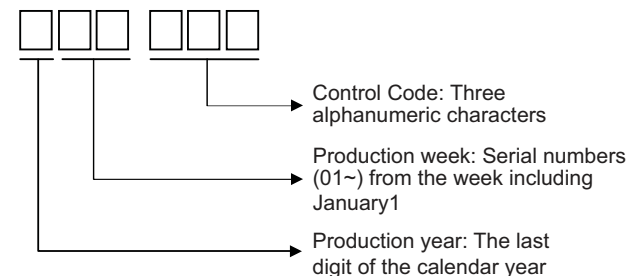 Control Code: Three
alphanumeric characters
Production week: Serial numbers
(01~) from the week including
January1
Production year: The last
digit of the calendar year